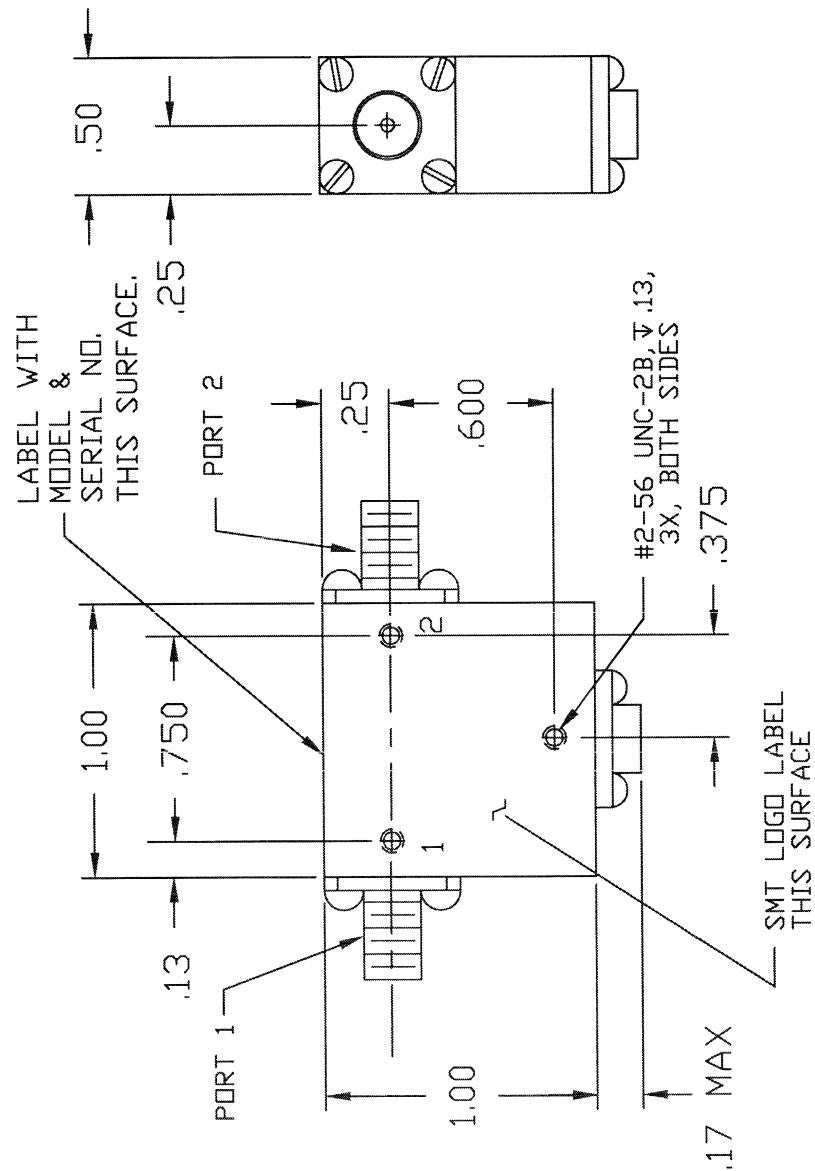 LABEL WITH
MODEL &
SERIAL NO.
THIS SURFACE.
.50
.25
PORT 2
.25
.600
#2-56 UNC-2B, ↧ .13,
3X, BOTH SIDES
.375
1.00
.750
.13
1
2
PORT 1
1.00
.17 MAX
SMT LOGO LABEL
THIS SURFACE